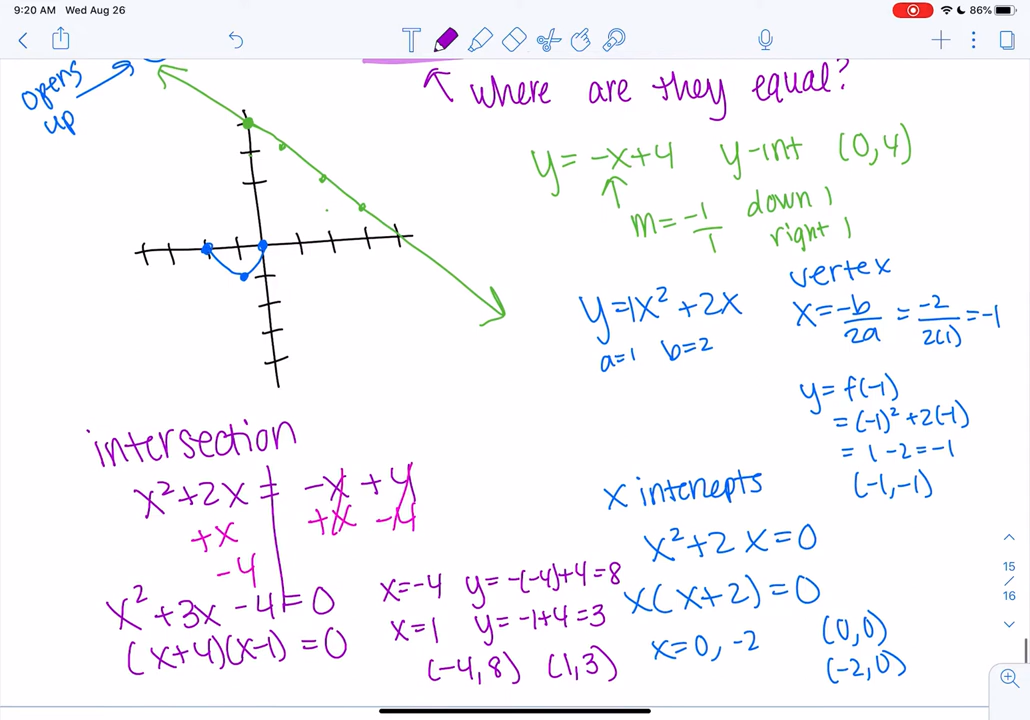 9:20 AM Wed Aug 26
86%
opens
up
where are they equal?
y = -x+4 y-int (0,4)
m = -1/1 down 1
right 1
vertex
y=1x² +2x
x = -b/2a = -2/2(1) = -1
a=1 b=2
y = f(-1)
= (-1)² +2(-1)
= 1 -2 = -1
(-1,-1)
intersection
x²+2x = -x +4
+x +x -4
-4
x² +3x -4 = 0
(x+4)(x-1) = 0
x=-4 y= -(-4)+4 = 8
x=1 y= -1+4 = 3
(-4,8) (1,3)
x intercepts
x²+2x=0
x(x+2)=0
x=0, -2 (0,0)
(-2,0)
15
/
16